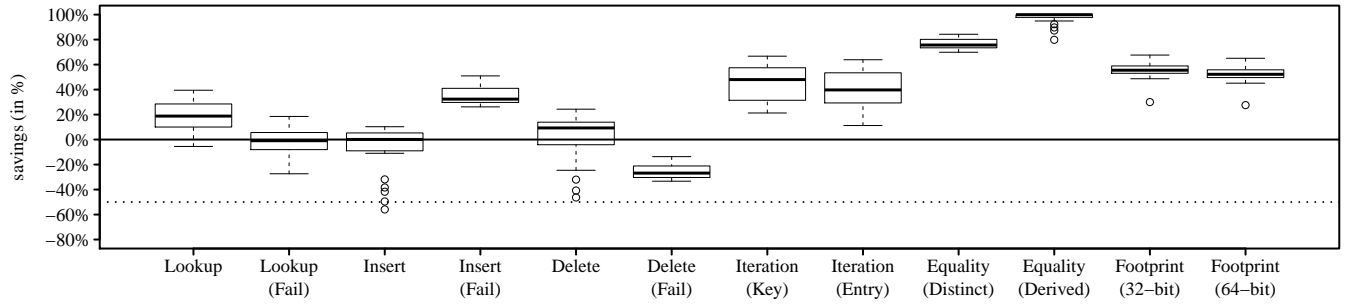 savings (in %)
100%
80%
60%
40%
20%
0%
−20%
−40%
−60%
−80%
Lookup
Lookup
(Fail)
Insert
Insert
(Fail)
Delete
Delete
(Fail)
Iteration
(Key)
Iteration
(Entry)
Equality
(Distinct)
Equality
(Derived)
Footprint
(32−bit)
Footprint
(64−bit)